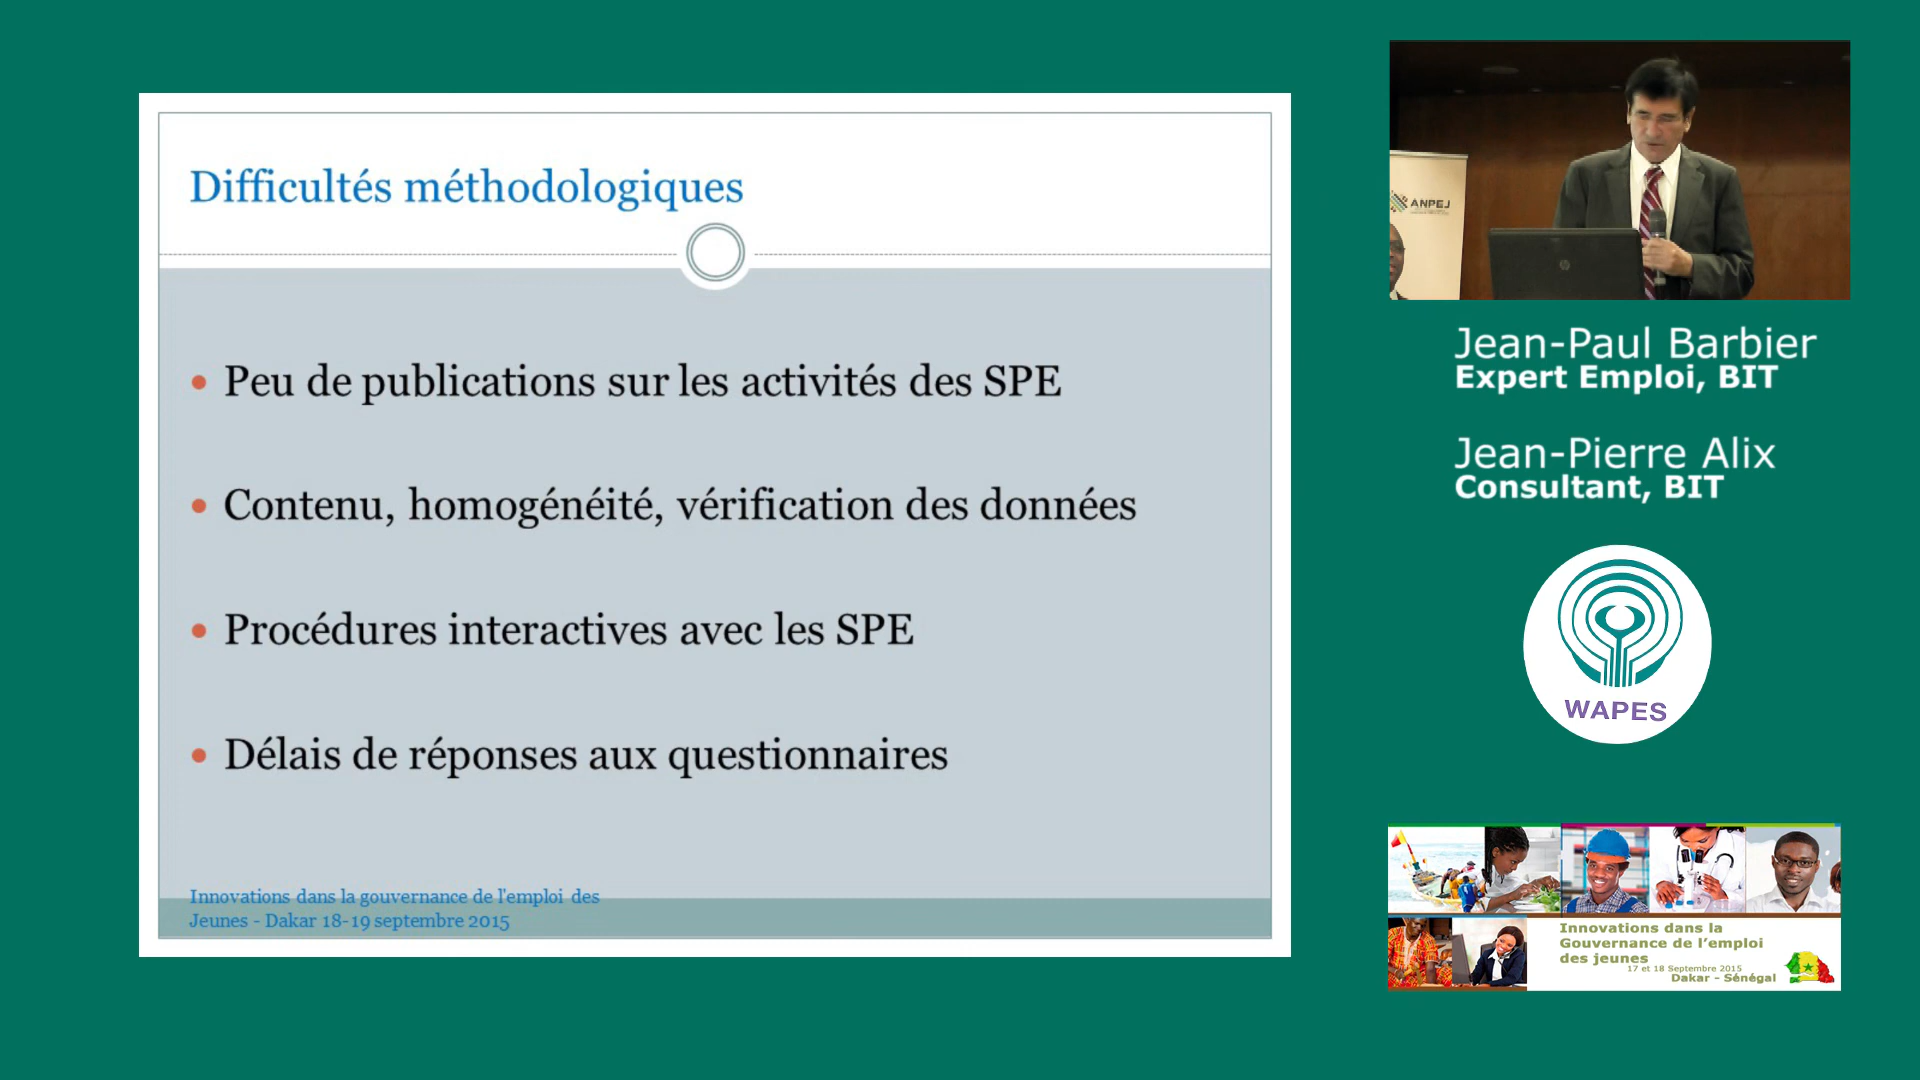 Difficultés méthodologiques
• Peu de publications sur les activités des SPE
• Contenu, homogénéité, vérification des données
• Procédures interactives avec les SPE
• Délais de réponses aux questionnaires
Innovations dans la gouvernance de l'emploi des
Jeunes - Dakar 18-19 septembre 2015
ANPEJ
Jean-Paul Barbier
Expert Emploi, BIT
Jean-Pierre Alix
Consultant, BIT
WAPES
Innovations dans la
Gouvernance de l'emploi
des jeunes
17 et 18 Septembre 2015
Dakar - Sénégal